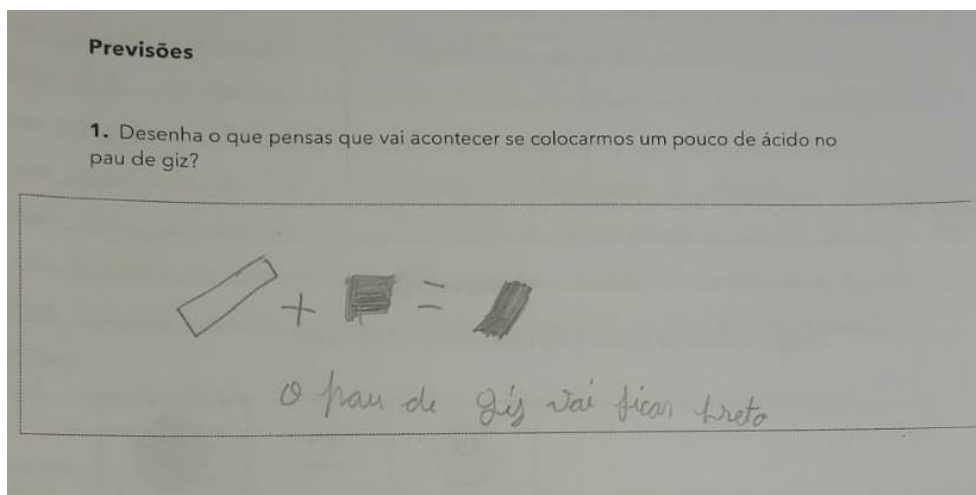 Previsões
1. Desenha o que pensas que vai acontecer se colocarmos um pouco de ácido no
pau de giz?
+ =
o pau de gís vai ficar preto